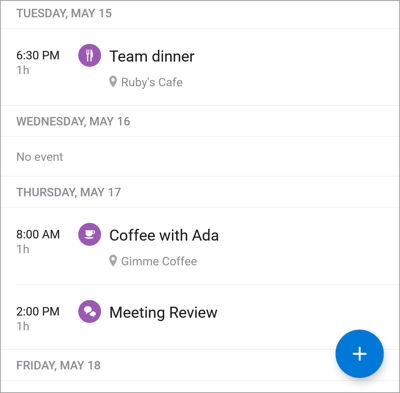 TUESDAY, MAY 15
6:30 PM
Team dinner
1h
Ruby's Cafe
WEDNESDAY, MAY 16
No event
THURSDAY, MAY 17
8:00 AM
Coffee with Ada
1h
Gimme Coffee
2:00 PM
Meeting Review
1h
FRIDAY, MAY 18